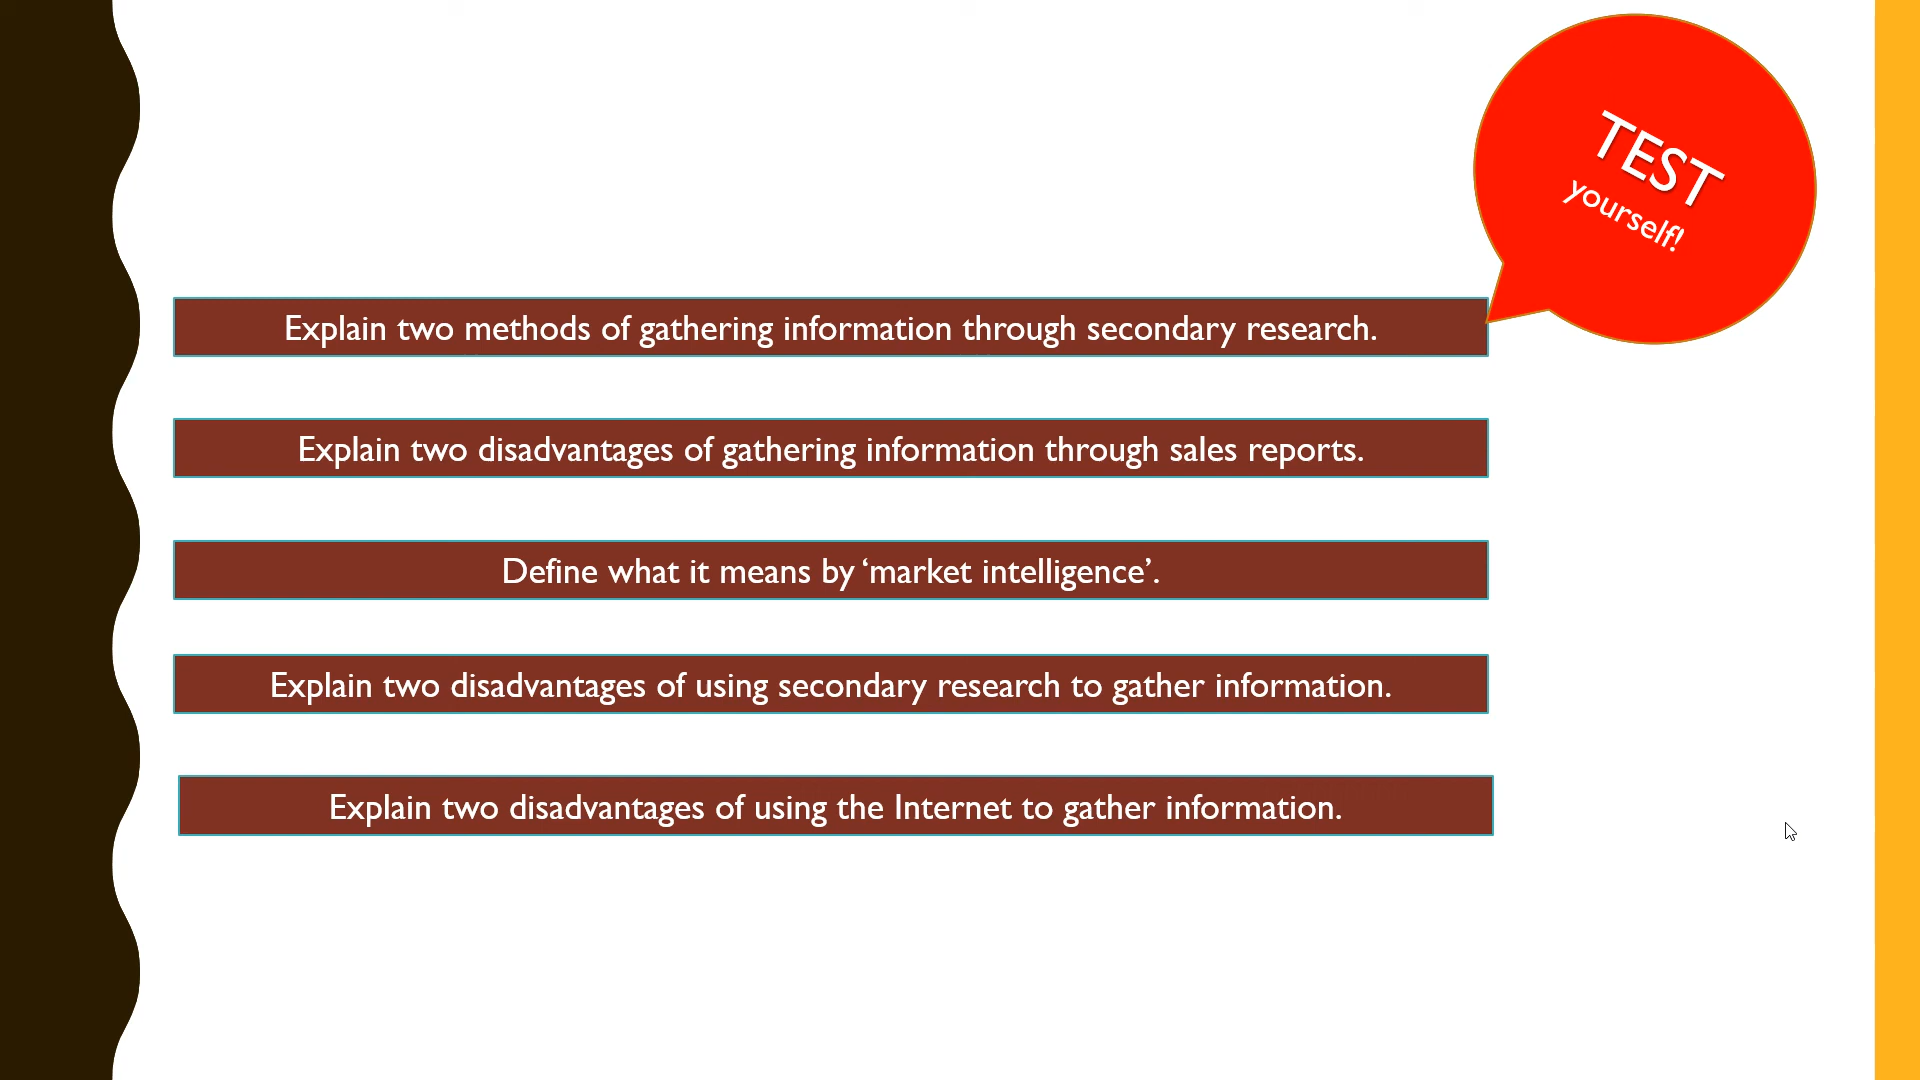 TEST
yourself!
Explain two methods of gathering information through secondary research.
Explain two disadvantages of gathering information through sales reports.
Define what it means by ‘market intelligence’.
Explain two disadvantages of using secondary research to gather information.
Explain two disadvantages of using the Internet to gather information.